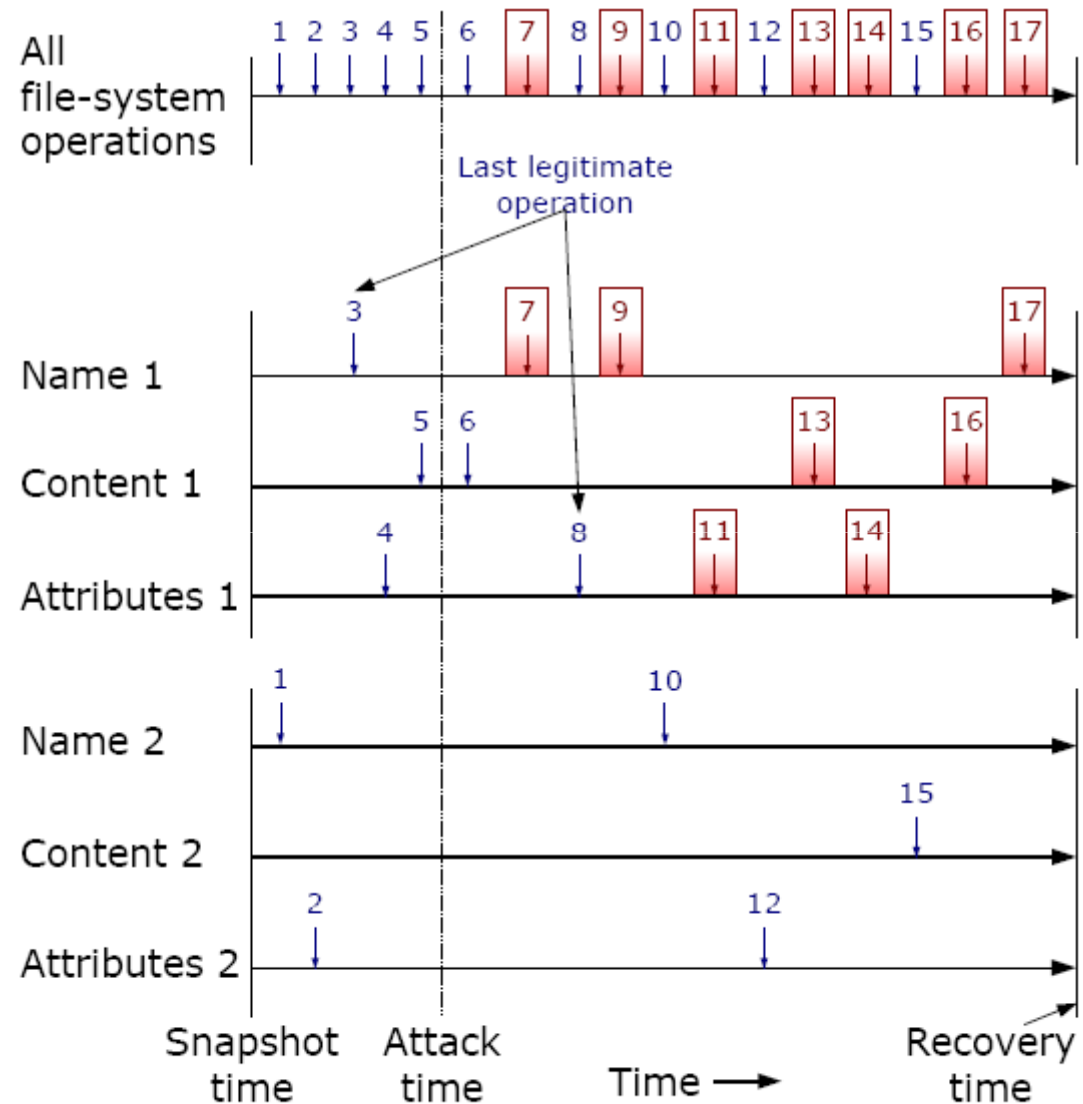 1 2 3 4 5 6 7 8 9 10 11 12 13 14 15 16 17
All
file-system
operations
Last legitimate
operation
3 7 9 17
Name 1
5 6 13 16
Content 1
4 8 11 14
Attributes 1
1 10
Name 2
15
Content 2
2 12
Attributes 2
Snapshot
time
Attack
time
Time
Recovery
time